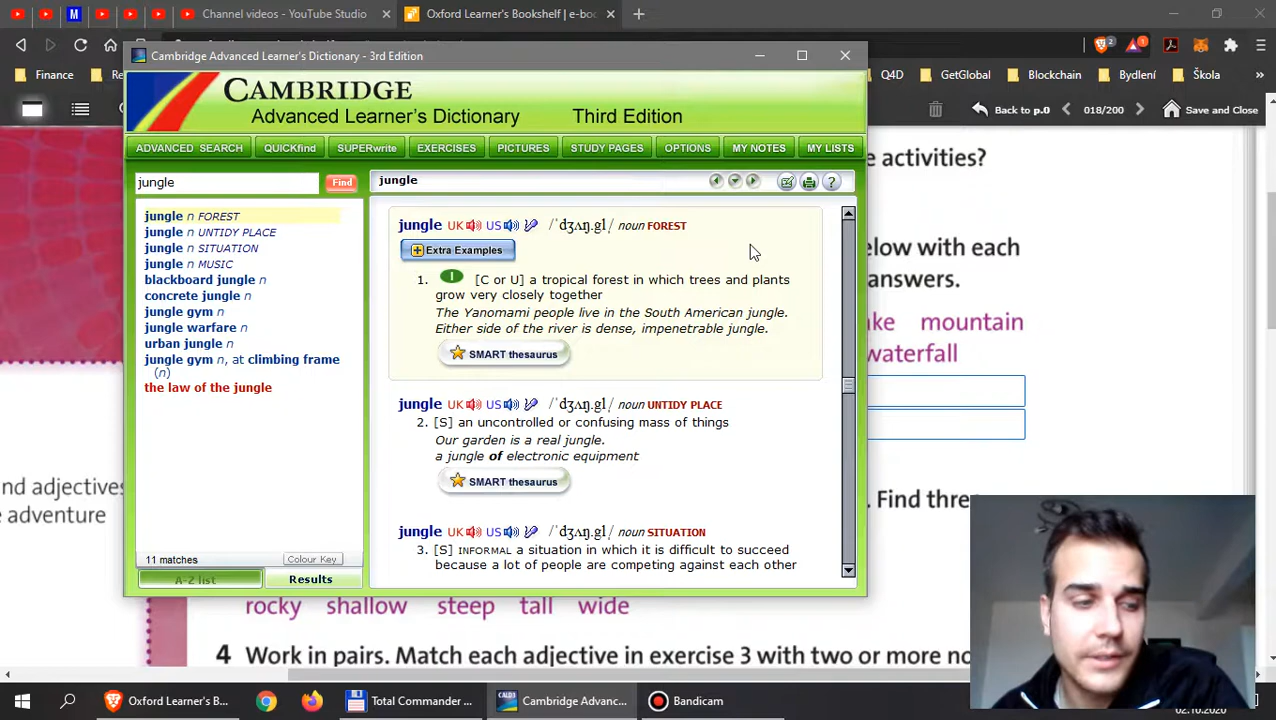 Channel videos - YouTube Studio
Oxford Learner's Bookshelf | e-boo
Finance
Re
Q4D
GetGlobal
Blockchain
Bydlení
Škola
Back to p.0
018/200
Save and Close
Cambridge Advanced Learner's Dictionary - 3rd Edition
CAMBRIDGE
Advanced Learner's Dictionary Third Edition
ADVANCED SEARCH QUICKfind SUPERwrite EXERCISES PICTURES STUDY PAGES OPTIONS MY NOTES MY LISTS
jungle
Find
jungle
jungle n FOREST
jungle n UNTIDY PLACE
jungle n SITUATION
jungle n MUSIC
blackboard jungle n
concrete jungle n
jungle gym n
jungle warfare n
urban jungle n
jungle gym n, at climbing frame
(n)
the law of the jungle
11 matches
Colour Key
A-Z list
Results
jungle UK US /ˈdʒʌŋ.gl̩/ noun FOREST
Extra Examples
1. I [C or U] a tropical forest in which trees and plants
grow very closely together
The Yanomami people live in the South American jungle.
Either side of the river is dense, impenetrable jungle.
SMART thesaurus
jungle UK US /ˈdʒʌŋ.gl̩/ noun UNTIDY PLACE
2. [S] an uncontrolled or confusing mass of things
Our garden is a real jungle.
a jungle of electronic equipment
SMART thesaurus
jungle UK US /ˈdʒʌŋ.gl̩/ noun SITUATION
3. [S] INFORMAL a situation in which it is difficult to succeed
because a lot of people are competing against each other
e activities?
elow with each
answers.
ake mountain
waterfall
nd adjectives
e adventure
. Find three
rocky shallow steep tall wide
4 Work in pairs. Match each adjective in exercise 3 with two or more no
Oxford Learner's B...
Total Commander ...
CALD3
Cambridge Advanc...
Bandicam
02.10.2020